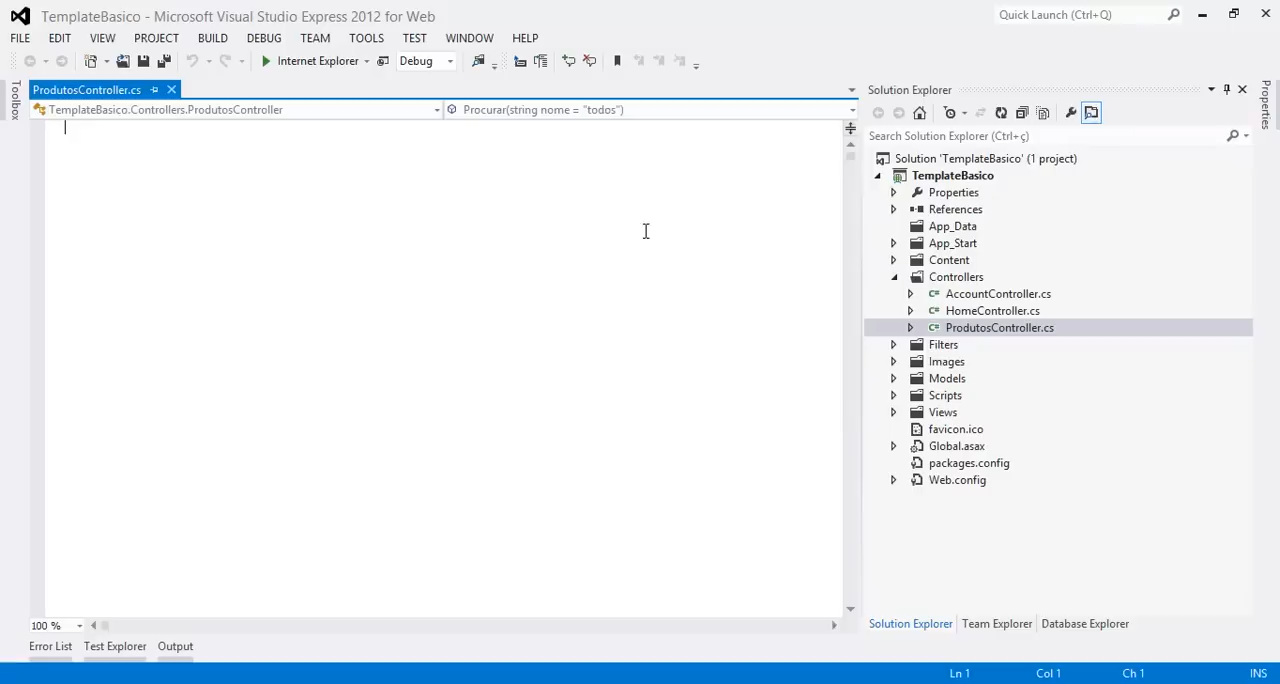 TemplateBasico - Microsoft Visual Studio Express 2012 for Web
Quick Launch (Ctrl+Q)
FILE EDIT VIEW PROJECT BUILD DEBUG TEAM TOOLS TEST WINDOW HELP
Internet Explorer Debug
Toolbox
ProdutosController.cs
TemplateBasico.Controllers.ProdutosController
Procurar(string nome = "todos")
100 %
Solution Explorer
Search Solution Explorer (Ctrl+ç)
Solution 'TemplateBasico' (1 project)
TemplateBasico
Properties
References
App_Data
App_Start
Content
Controllers
AccountController.cs
HomeController.cs
ProdutosController.cs
Filters
Images
Models
Scripts
Views
favicon.ico
Global.asax
packages.config
Web.config
Solution Explorer Team Explorer Database Explorer
Properties
Error List Test Explorer Output
Ln 1 Col 1 Ch 1 INS